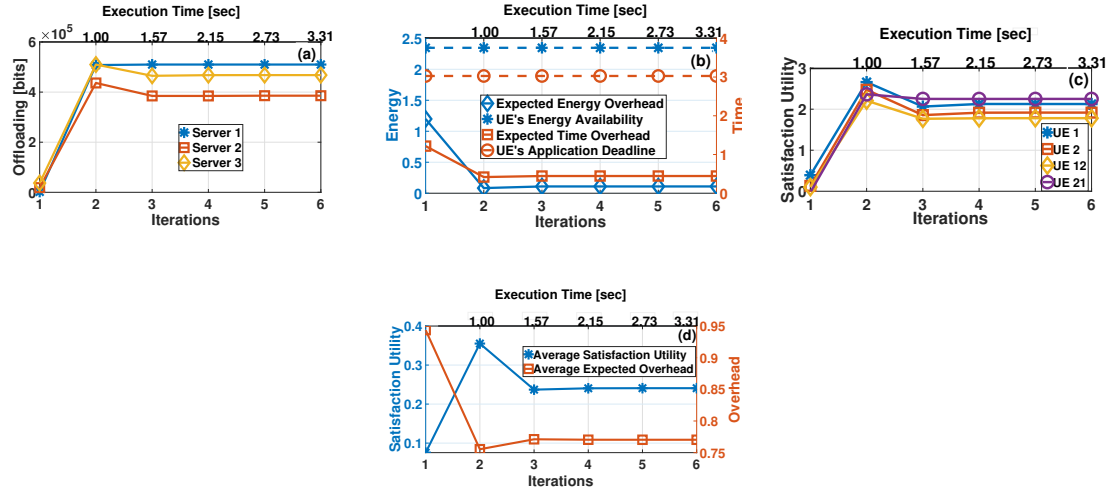 Execution Time [sec]
1.00 1.57 2.15 2.73 3.31
×10^5
(a)
6
4
2
0
Offloading [bits]
Server 1
Server 2
Server 3
1 2 3 4 5 6
Iterations
Execution Time [sec]
1.00 1.57 2.15 2.73 3.31
(b)
2.5
2
1.5
1
0.5
0
Energy
4
3
2
1
0
Time
Expected Energy Overhead
UE's Energy Availability
Expected Time Overhead
UE's Application Deadline
1 2 3 4 5 6
Iterations
Execution Time [sec]
1.00 1.57 2.15 2.73 3.31
(c)
3
2
1
0
Satisfaction Utility
UE 1
UE 2
UE 12
UE 21
1 2 3 4 5 6
Iterations
Execution Time [sec]
1.00 1.57 2.15 2.73 3.31
(d)
0.4
0.3
0.2
0.1
Satisfaction Utility
0.95
0.9
0.85
0.8
0.75
Overhead
Average Satisfaction Utility
Average Expected Overhead
1 2 3 4 5 6
Iterations